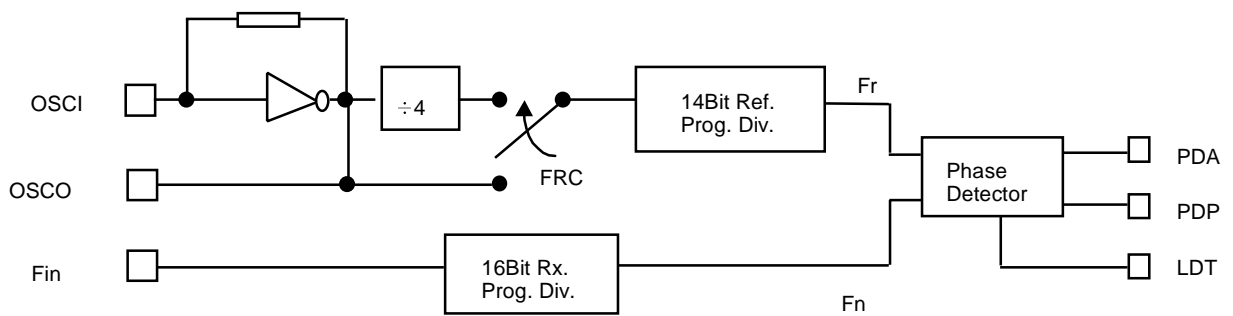 OSCI
÷4
14Bit Ref.
Prog. Div.
Fr
FRC
OSCO
Phase
Detector
PDA
PDP
LDT
Fin
16Bit Rx.
Prog. Div.
Fn